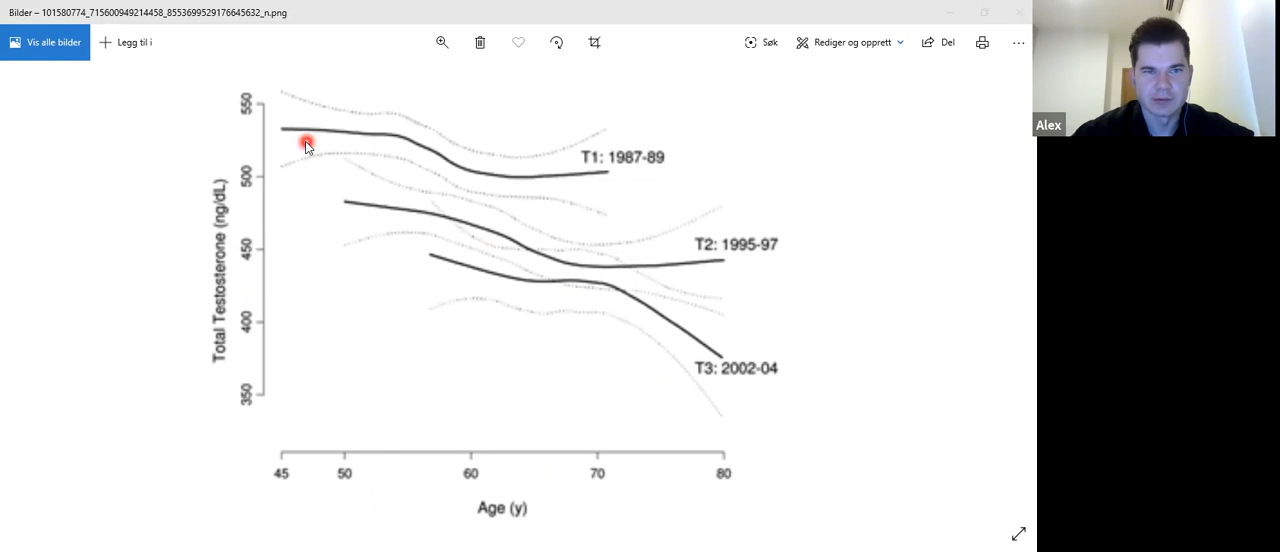 Bilder – 101580774_715600949214458_8553699529176645632_n.png
Vis alle bilder
Legg til i
Søk
Rediger og opprett
Del
Alex
550
500
450
400
350
Total Testosterone (ng/dL)
T1: 1987-89
T2: 1995-97
T3: 2002-04
45 50 60 70 80
Age (y)